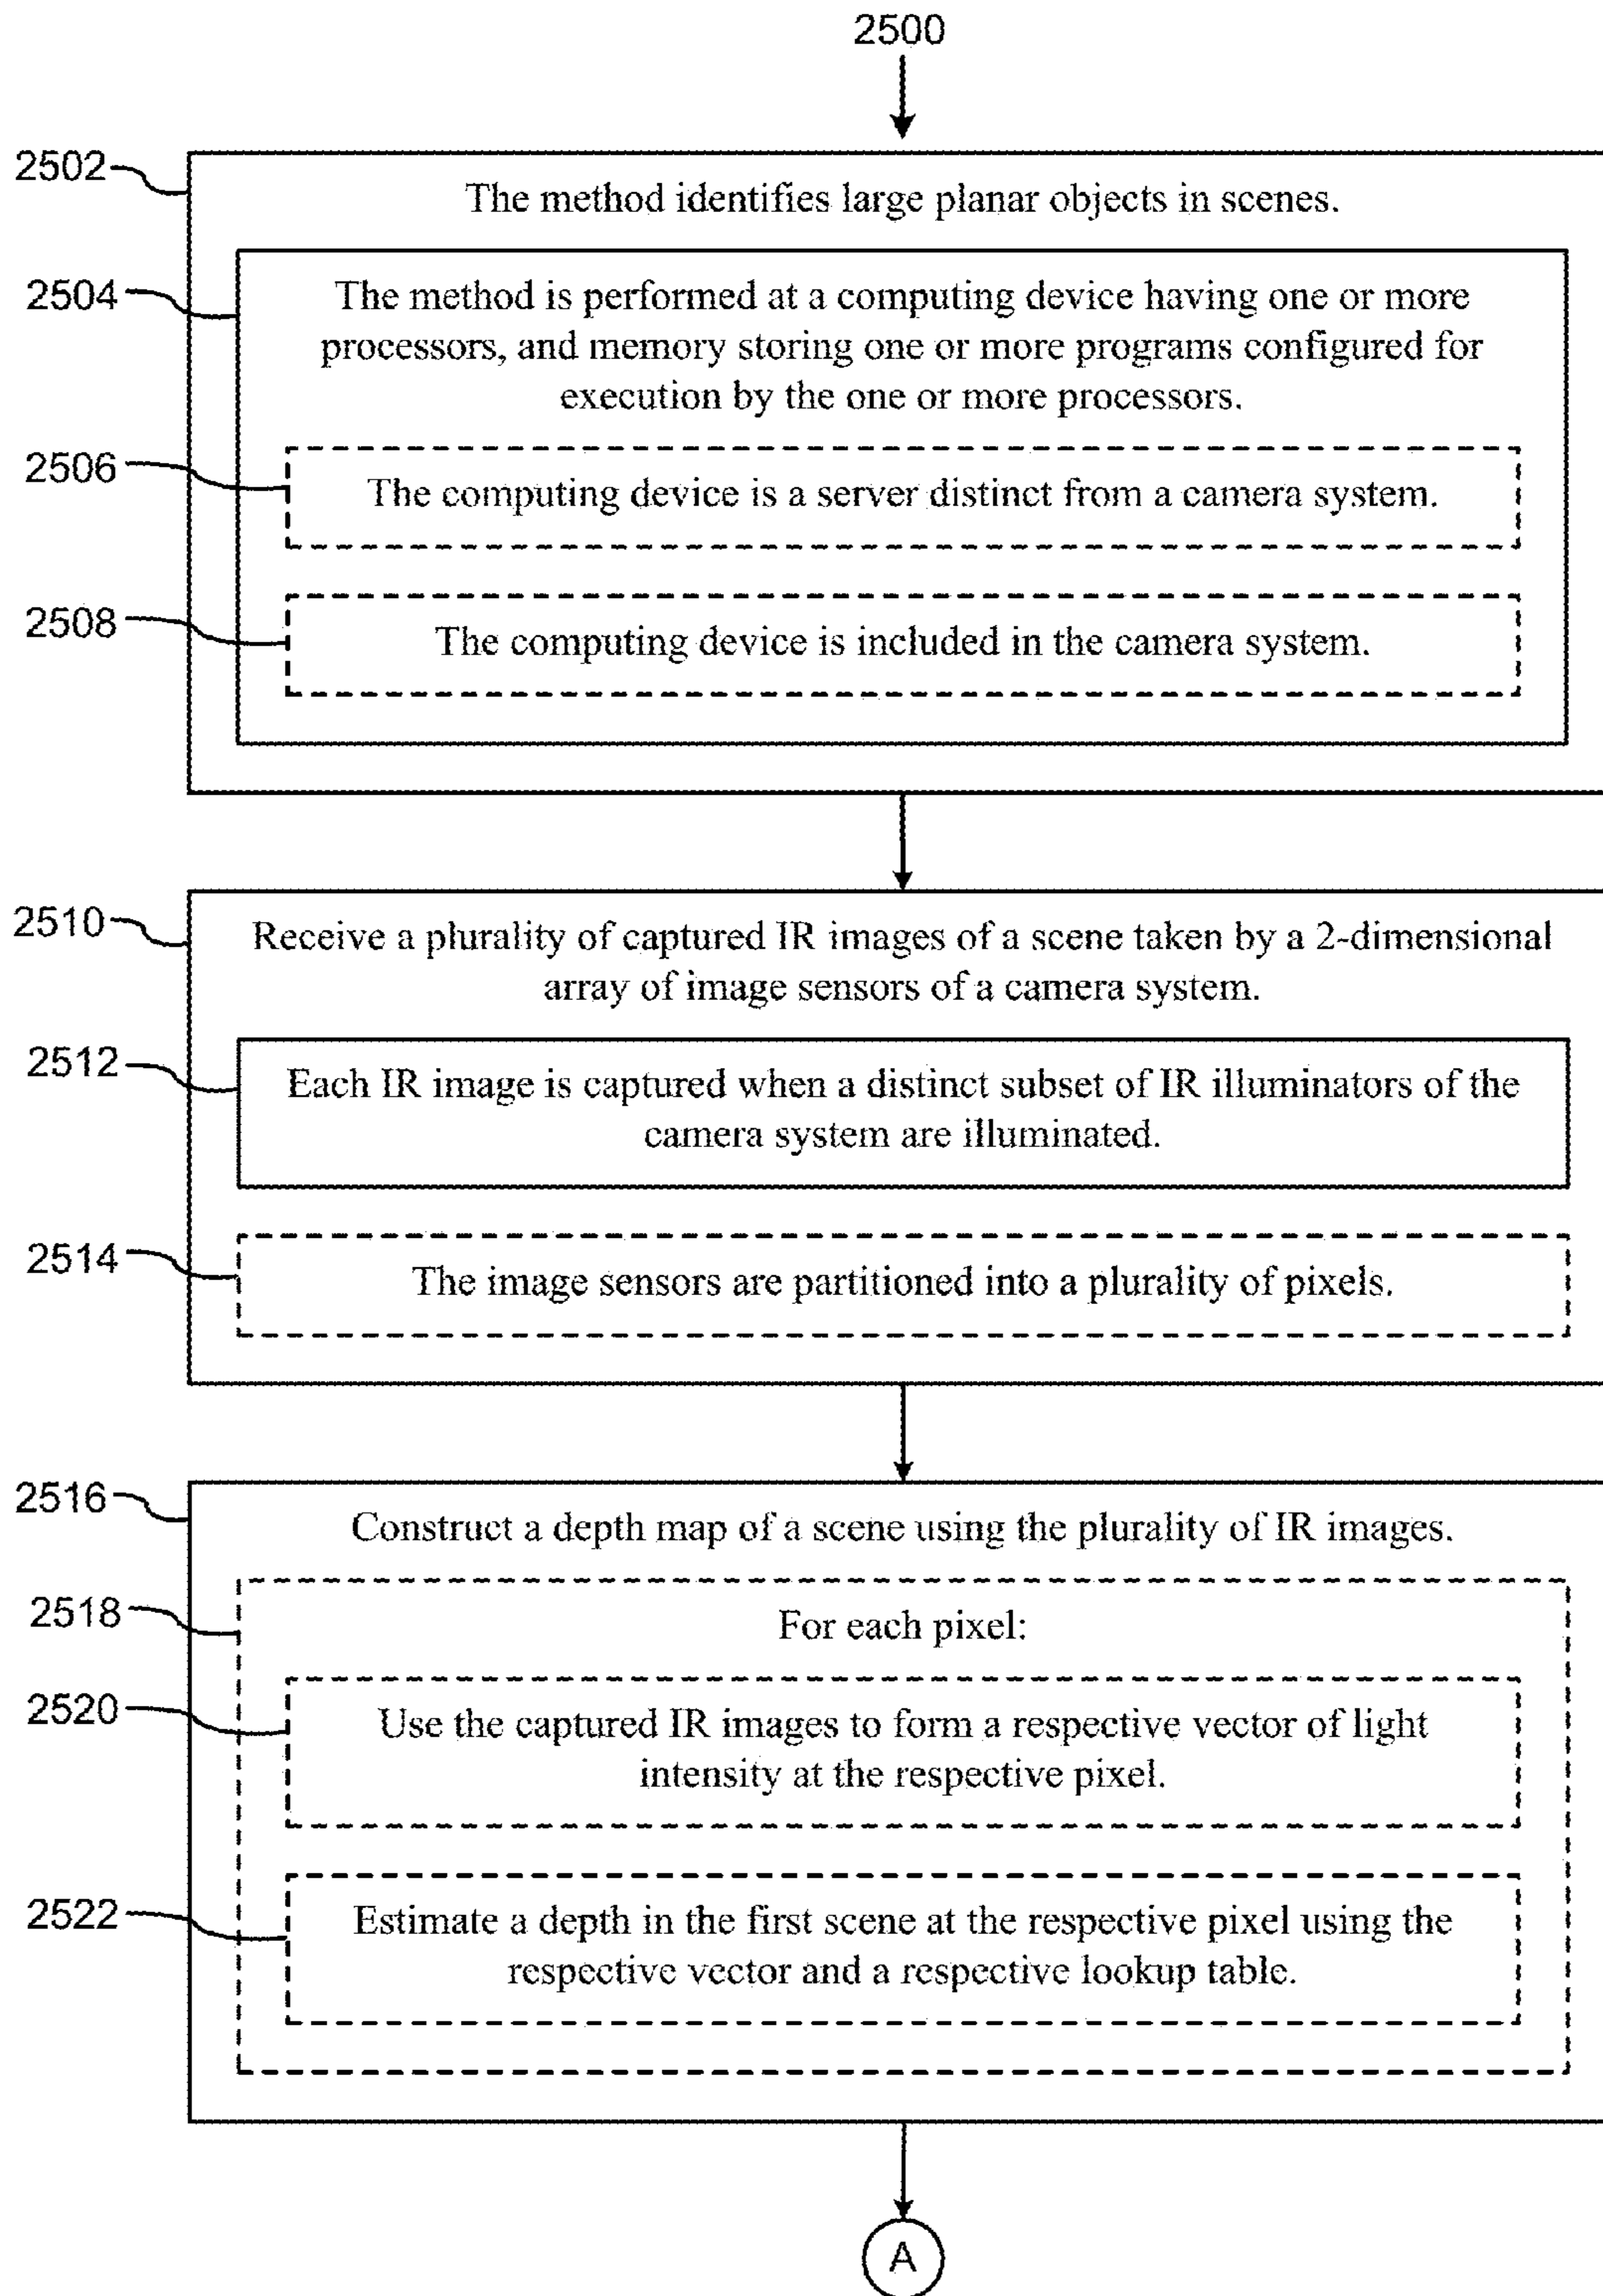 2500
2502
The method identifies large planar objects in scenes.
2504
The method is performed at a computing device having one or more
processors, and memory storing one or more programs configured for
execution by the one or more processors.
2506
The computing device is a server distinct from a camera system.
2508
The computing device is included in the camera system.
2510
Receive a plurality of captured IR images of a scene taken by a 2-dimensional
array of image sensors of a camera system.
2512
Each IR image is captured when a distinct subset of IR illuminators of the
camera system are illuminated.
2514
The image sensors are partitioned into a plurality of pixels.
2516
Construct a depth map of a scene using the plurality of IR images.
2518
For each pixel:
2520
Use the captured IR images to form a respective vector of light
intensity at the respective pixel.
2522
Estimate a depth in the first scene at the respective pixel using the
respective vector and a respective lookup table.
A